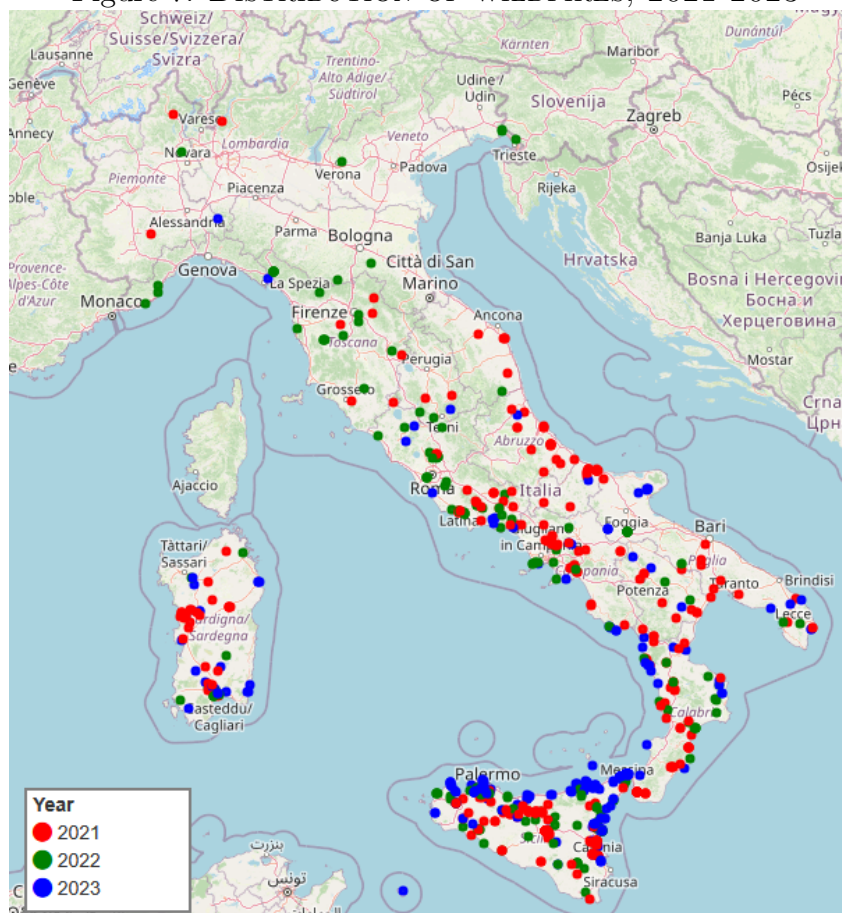 Schweiz/
Suisse/Svizzera/
Svizra
Lausanne
Genève
Annecy
Kärnten
Maribor
Dunántúl
Trentino-
Alto Adige/
Südtirol
Udine /
Udin
Slovenija
Zagreb
Pécs
Varese
Lombardia
Veneto
Novara
Verona
Padova
Trieste
Rijeka
Osijek
Piemonte
Piacenza
Alessandria
Parma
Bologna
Banja Luka
Tuzla
Hrvatska
Provence-
Alpes-Côte
d'Azur
Genova
La Spezia
Città di San
Marino
Bosna i Hercegovina
Босна и
Херцеговина
Monaco
Firenze
Ancona
Toscana
Perugia
Mostar
Grosseto
Terni
Abruzzo
Ajaccio
Roma
Italia
Latina
Giugliano
in Campania
Foggia
Bari
Puglia
Tàttari/
Sassari
Campania
Potenza
Taranto
Brindisi
Lecce
Sardigna/
Sardegna
Casteddu/
Cagliari
Calabria
Palermo
Messina
Sicilia
Catania
Siracusa
بنزرت
تونس
Year
2021
2022
2023